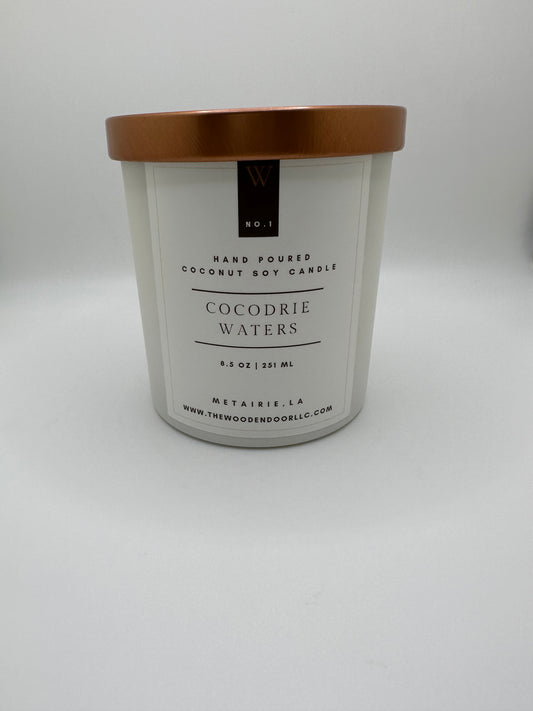 W
NO.1
HAND POURED
COCONUT SOY CANDLE
COCODRIE
WATERS
8.5 OZ | 251 ML
METAIRIE, LA
WWW.THEWOODENDOORLLC.COM